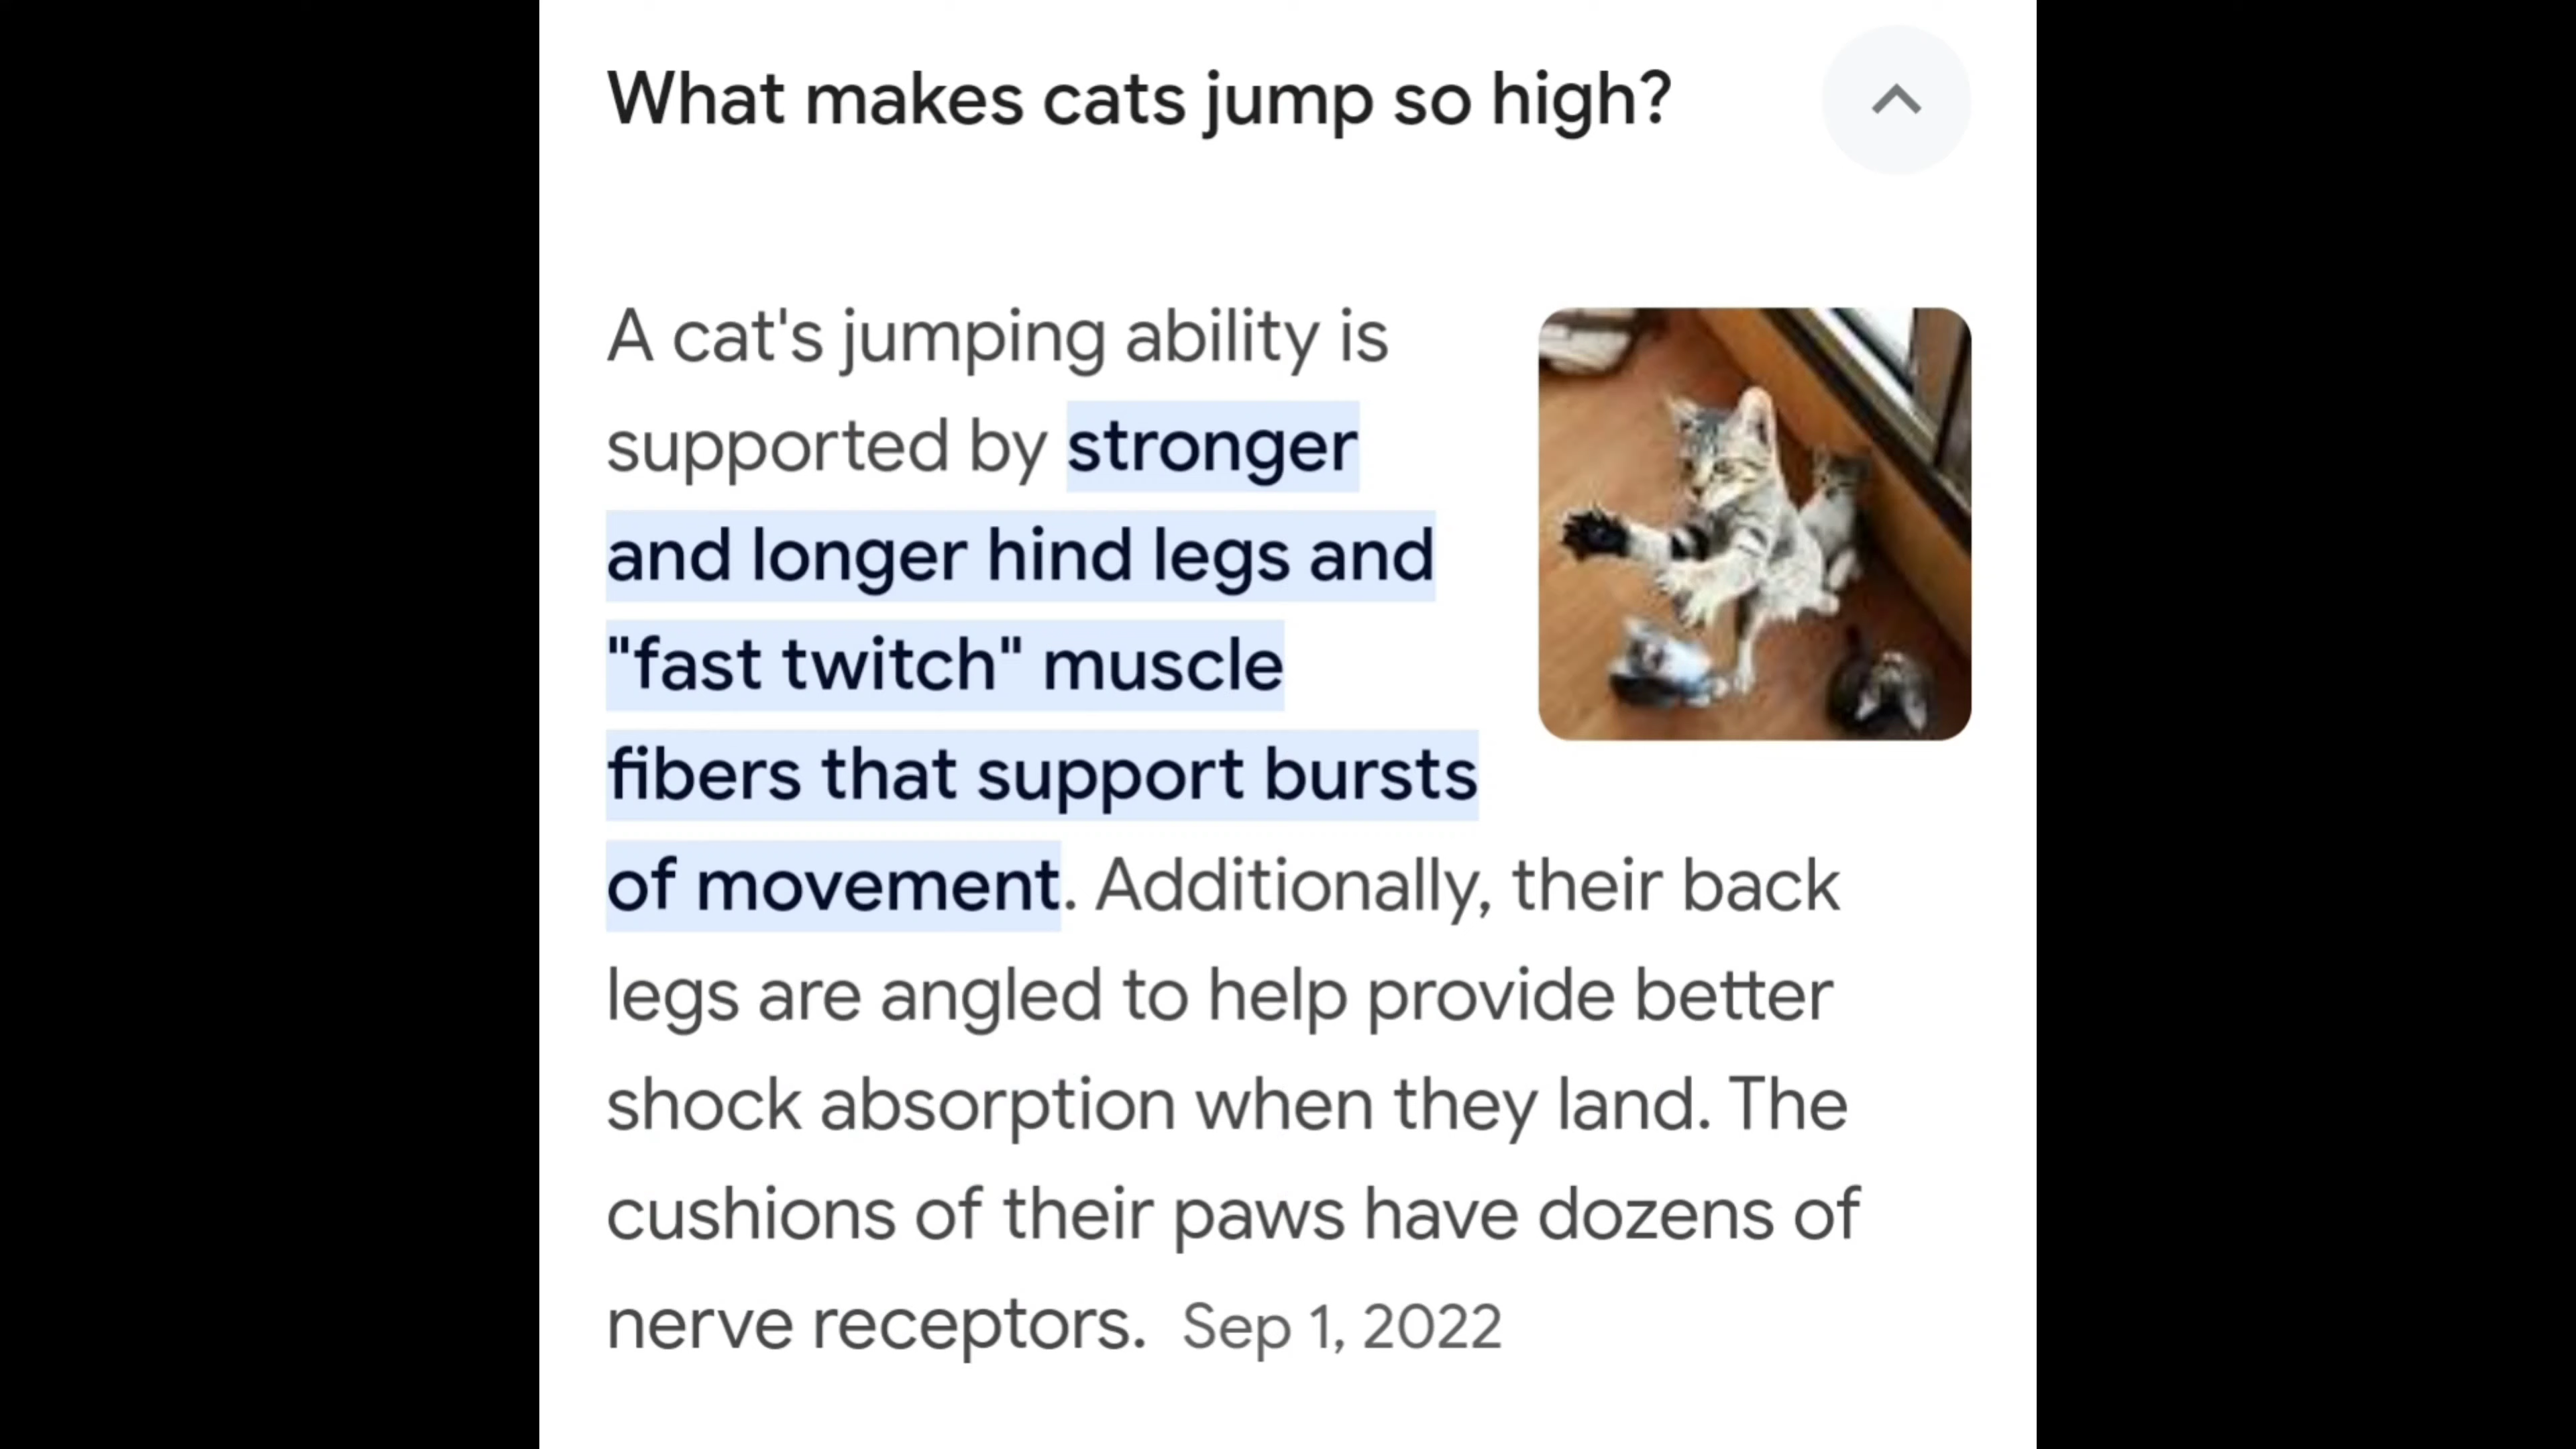 What makes cats jump so high?
A cat's jumping ability is
supported by stronger
and longer hind legs and
"fast twitch" muscle
fibers that support bursts
of movement. Additionally, their back
legs are angled to help provide better
shock absorption when they land. The
cushions of their paws have dozens of
nerve receptors. Sep 1, 2022